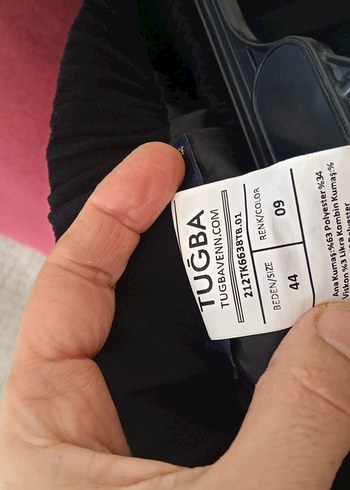 TUĞBA
TUGBAVENN.COM
212TK6638TB.01
BEDEN/SIZE
44
RENK/COLOR
09
Ana Kumaş:%63 Polyester %34
Viskon %3 Likra Kombin Kumaş:%
Polyester